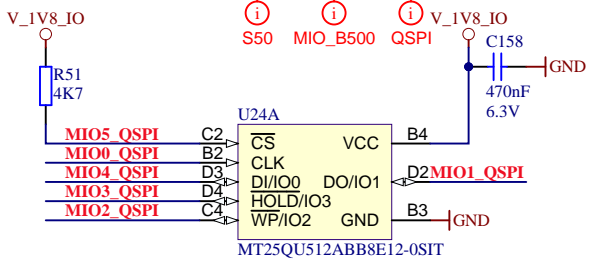 V_1V8_IO
i i i
S50 MIO_B500 QSPI
V_1V8_IO
C158
GND
470nF
6.3V
R51
4K7
U24A
MIO5_QSPI C2 CS VCC B4
MIO0_QSPI B2 CLK
MIO4_QSPI D3 DI/IO0 DO/IO1 D2 MIO1_QSPI
MIO3_QSPI D4 HOLD/IO3
MIO2_QSPI C4 WP/IO2 GND B3 GND
MT25QU512ABB8E12-0SIT